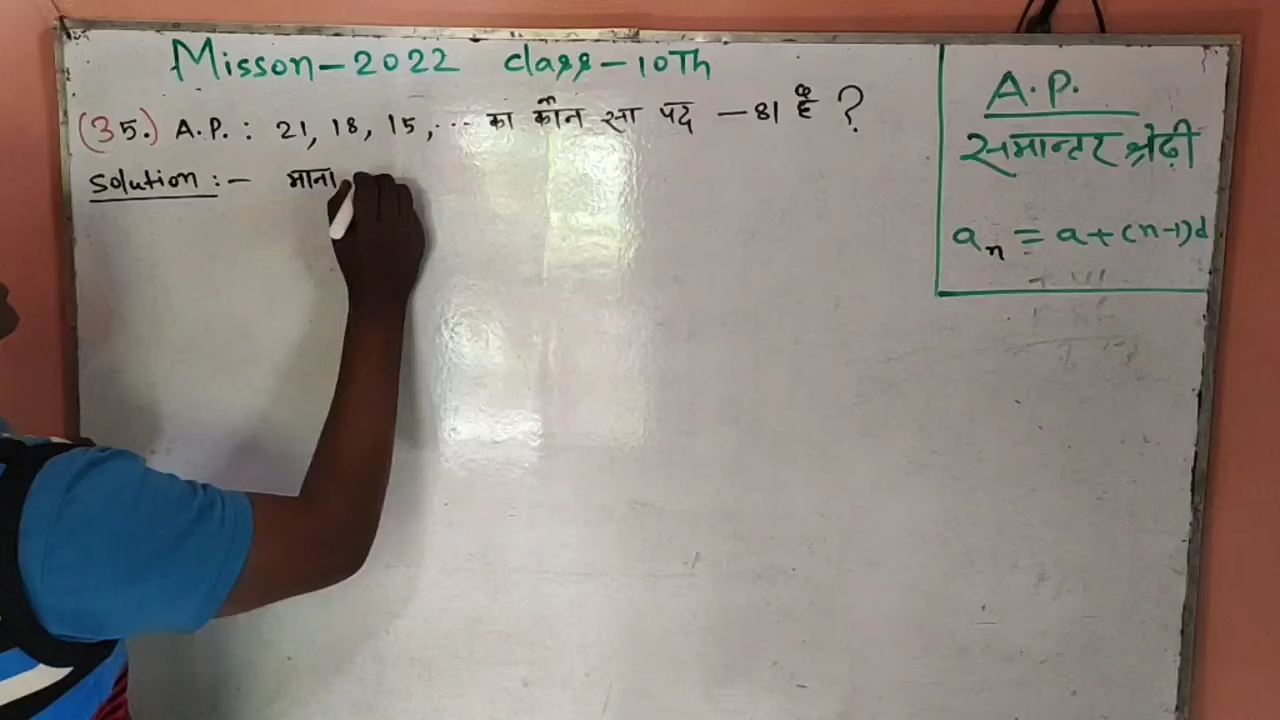 Misson-2022 class-10Th
(35.) A.P. : 21, 18, 15, ... का कौन सा पद -81 है ?
Solution :- माना
A.P.
समान्तर श्रेढ़ी
aₙ = a+(n-1)d